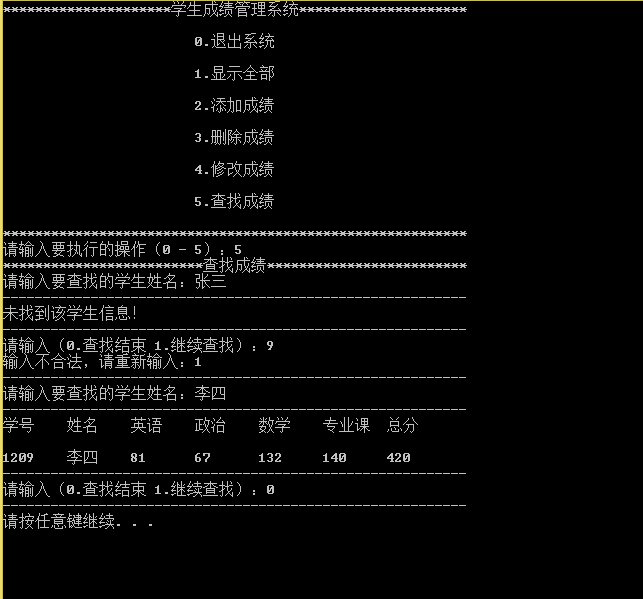 *********************学生成绩管理系统*********************
0.退出系统
1.显示全部
2.添加成绩
3.删除成绩
4.修改成绩
5.查找成绩
**********************************************************
请输入要执行的操作（0 - 5）：5
*************************查找成绩*************************
请输入要查找的学生姓名：张三
----------------------------------------------------------
未找到该学生信息！
----------------------------------------------------------
请输入（0.查找结束 1.继续查找）：9
输入不合法，请重新输入：1
----------------------------------------------------------
请输入要查找的学生姓名：李四
----------------------------------------------------------
学号 姓名 英语 政治 数学 专业课 总分
1209 李四 81 67 132 140 420
----------------------------------------------------------
请输入（0.查找结束 1.继续查找）：0
----------------------------------------------------------
请按任意键继续. . .